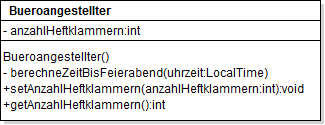 Bueroangestellter
- anzahlHeftklammern:int
Bueroangestellter()
- berechneZeitBisFeierabend(uhrzeit:LocalTime)
+setAnzahlHeftklammern(anzahlHeftklammern:int):void
+getAnzahlHeftklammern():int